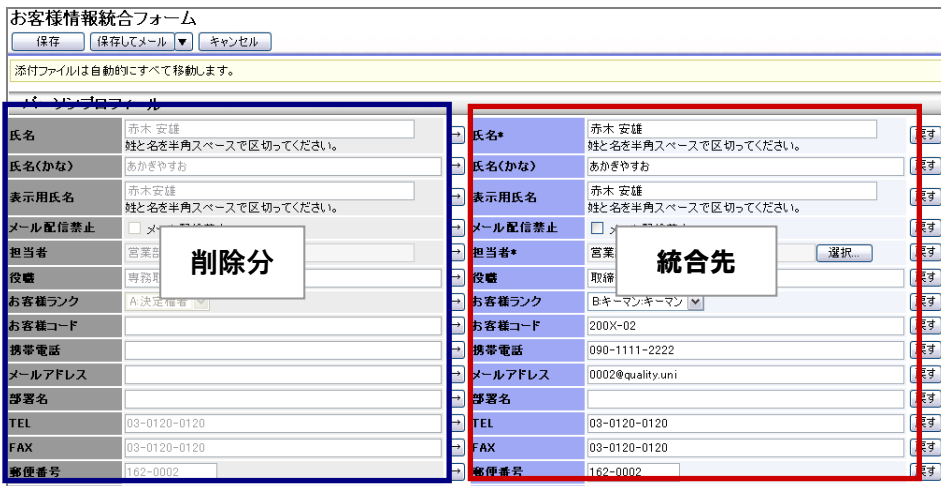 お客様情報統合フォーム
保存 保存してメール ▼ キャンセル
添付ファイルは自動的にすべて移動します。
パーソンプロフィール
氏名 赤木 安雄 → 氏名* 赤木 安雄 戻す
姓と名を半角スペースで区切ってください。 姓と名を半角スペースで区切ってください。
氏名(かな) あかぎやすお → 氏名(かな) あかぎやすお 戻す
表示用氏名 赤木安雄 → 表示用氏名 赤木 安雄 戻す
姓と名を半角スペースで区切ってください。 姓と名を半角スペースで区切ってください。
メール配信禁止 → メール配信禁止 戻す
削除分 統合先
担当者 営業 → 担当者* 営業 選択... 戻す
役職 専務取 → 役職 取締 戻す
お客様ランク A:決定権者 → お客様ランク B:キーマン:キーマン 戻す
お客様コード → お客様コード 200X-02 戻す
携帯電話 → 携帯電話 090-1111-2222 戻す
メールアドレス → メールアドレス 0002@quality.uni 戻す
部署名 → 部署名 戻す
TEL 03-0120-0120 → TEL 03-0120-0120 戻す
FAX 03-0120-0120 → FAX 03-0120-0120 戻す
郵便番号 162-0002 → 郵便番号 162-0002 戻す